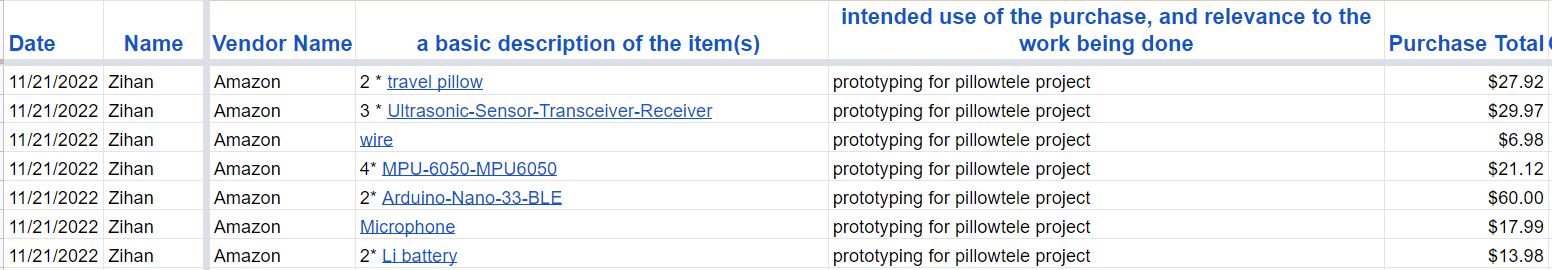 Date Name Vendor Name a basic description of the item(s) intended use of the purchase, and relevance to the work being done Purchase Total
11/21/2022 Zihan Amazon 2 * travel pillow prototyping for pillowtele project $27.92
11/21/2022 Zihan Amazon 3 * Ultrasonic-Sensor-Transceiver-Receiver prototyping for pillowtele project $29.97
11/21/2022 Zihan Amazon wire prototyping for pillowtele project $6.98
11/21/2022 Zihan Amazon 4* MPU-6050-MPU6050 prototyping for pillowtele project $21.12
11/21/2022 Zihan Amazon 2* Arduino-Nano-33-BLE prototyping for pillowtele project $60.00
11/21/2022 Zihan Amazon Microphone prototyping for pillowtele project $17.99
11/21/2022 Zihan Amazon 2* Li battery prototyping for pillowtele project $13.98